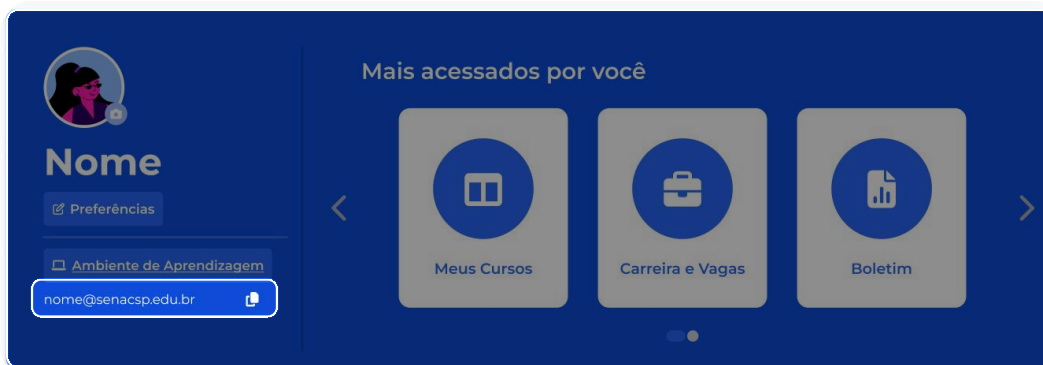 Mais acessados por você
Nome
Preferências
Ambiente de Aprendizagem
nome@senacsp.edu.br
Meus Cursos
Carreira e Vagas
Boletim